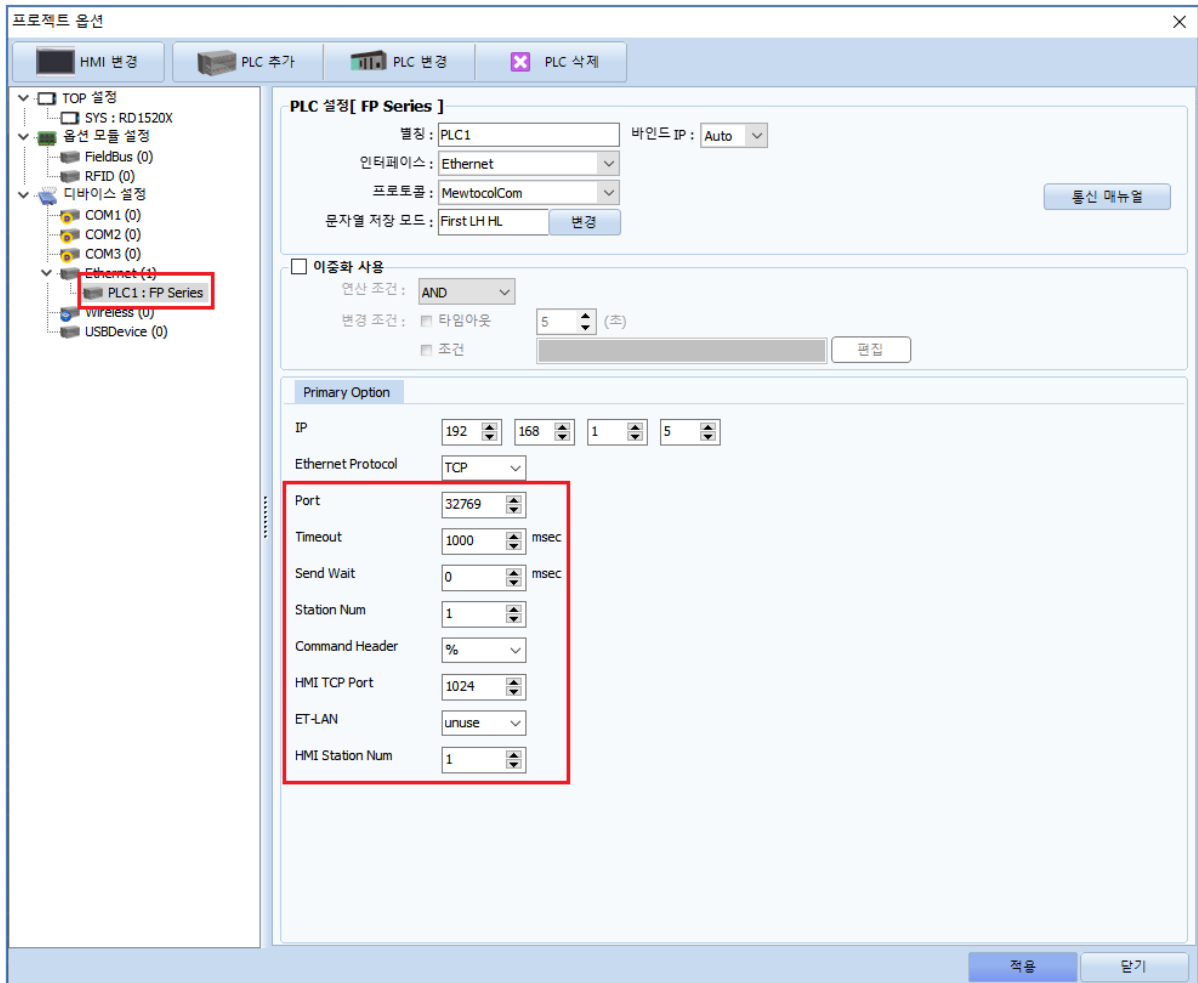 프로젝트 옵션
HMI 변경
PLC 추가
PLC 변경
PLC 삭제
TOP 설정
SYS : RD1520X
옵션 모듈 설정
FieldBus (0)
RFID (0)
디바이스 설정
COM1 (0)
COM2 (0)
COM3 (0)
Ethernet (1)
PLC1 : FP Series
Wireless (0)
USBDevice (0)
PLC 설정[ FP Series ]
별칭 : PLC1 바인드 IP : Auto
인터페이스 : Ethernet
프로토콜 : MewtocolCom
통신 매뉴얼
문자열 저장 모드 : First LH HL 변경
이중화 사용
연산 조건 : AND
변경 조건 : 타임아웃 5 (초)
조건 편집
Primary Option
IP 192 168 1 5
Ethernet Protocol TCP
Port 32769
Timeout 1000 msec
Send Wait 0 msec
Station Num 1
Command Header %
HMI TCP Port 1024
ET-LAN unuse
HMI Station Num 1
적용 닫기